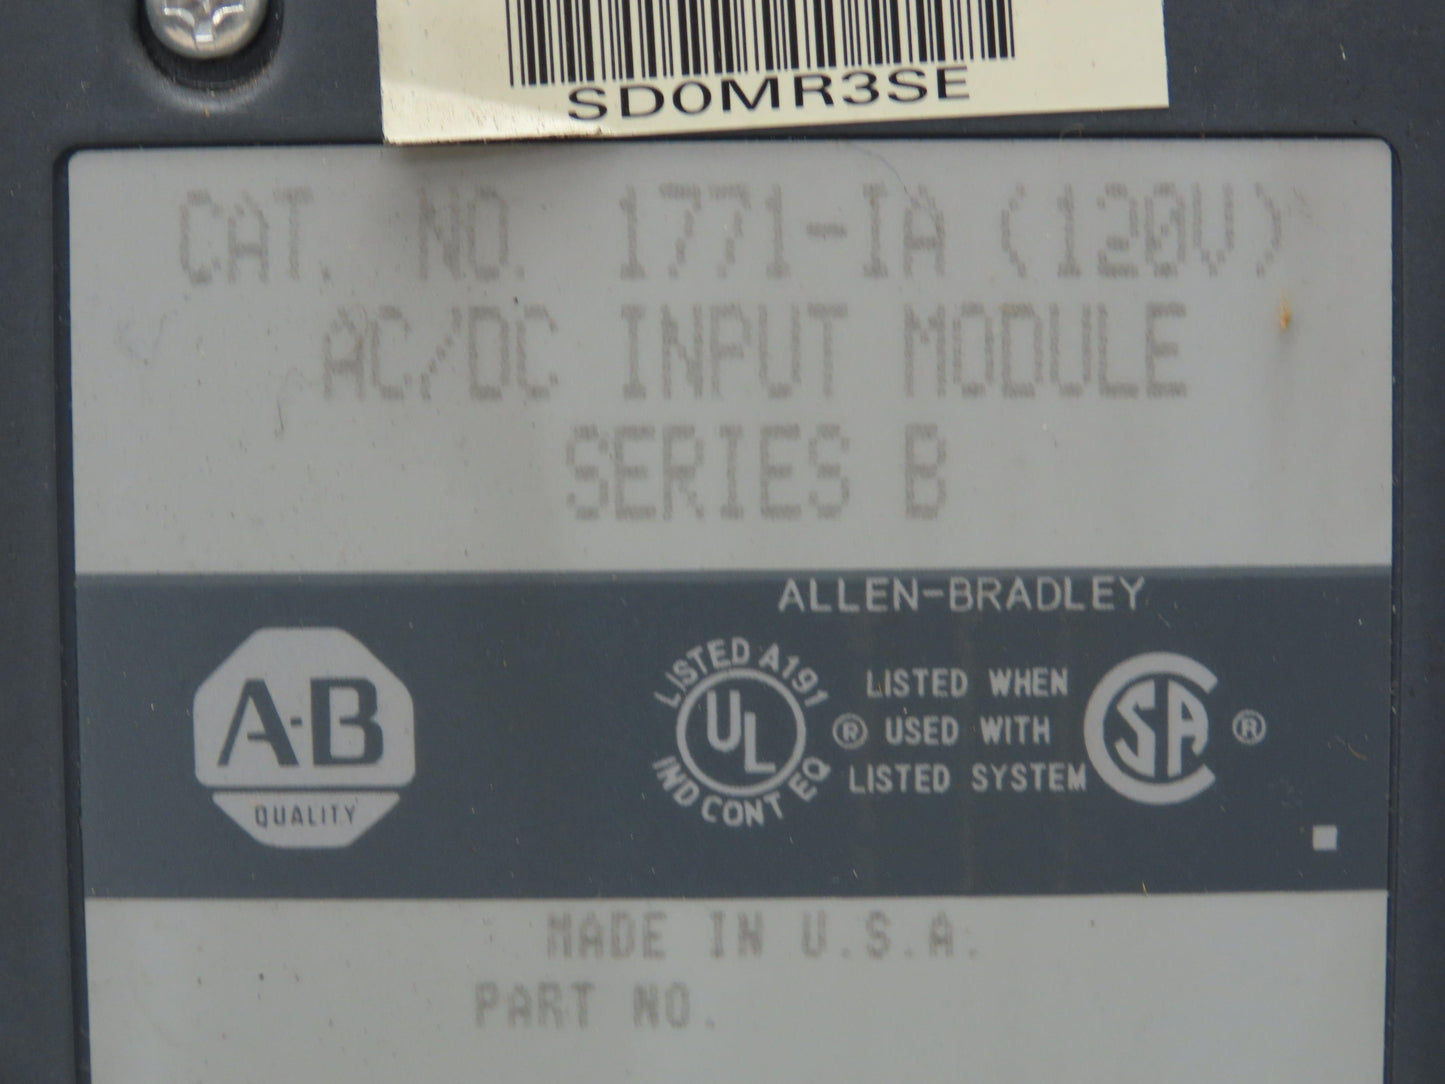 SD0MR3SE
CAT. NO. 1771-IA (120V)
AC/DC INPUT MODULE
SERIES B
ALLEN-BRADLEY
A-B
QUALITY
LISTED A191
UL
IND CONT EQ
®
LISTED WHEN
USED WITH
LISTED SYSTEM
SA
®
MADE IN U.S.A.
PART NO.